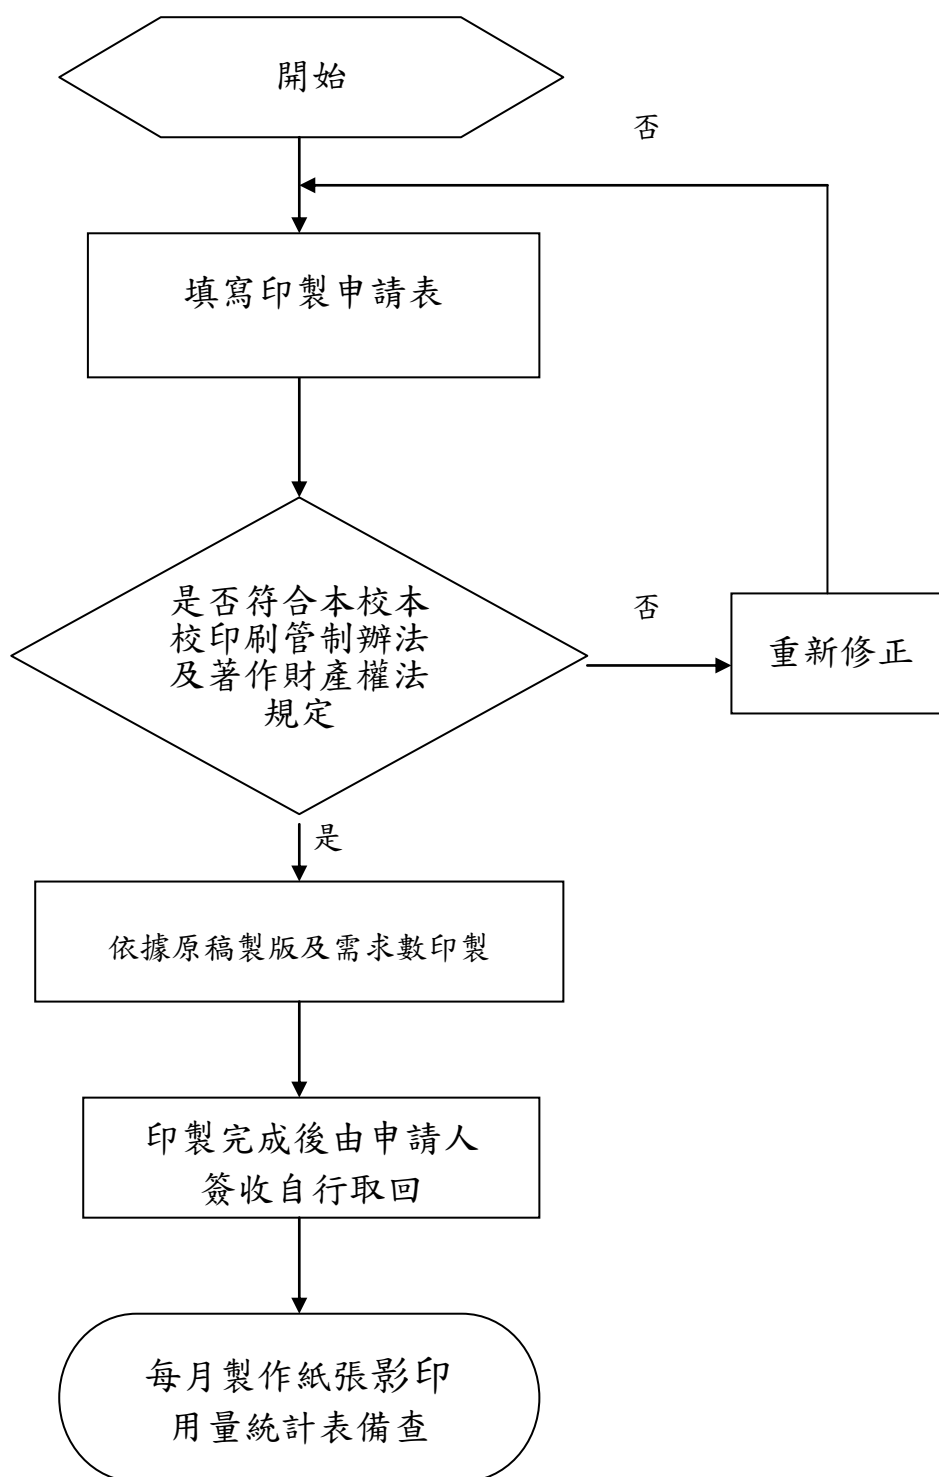 開始
否
填寫印製申請表
是否符合本校本
校印刷管制辦法
及著作財產權法
規定
否
重新修正
是
依據原稿製版及需求數印製
印製完成後由申請人
簽收自行取回
每月製作紙張影印
用量統計表備查